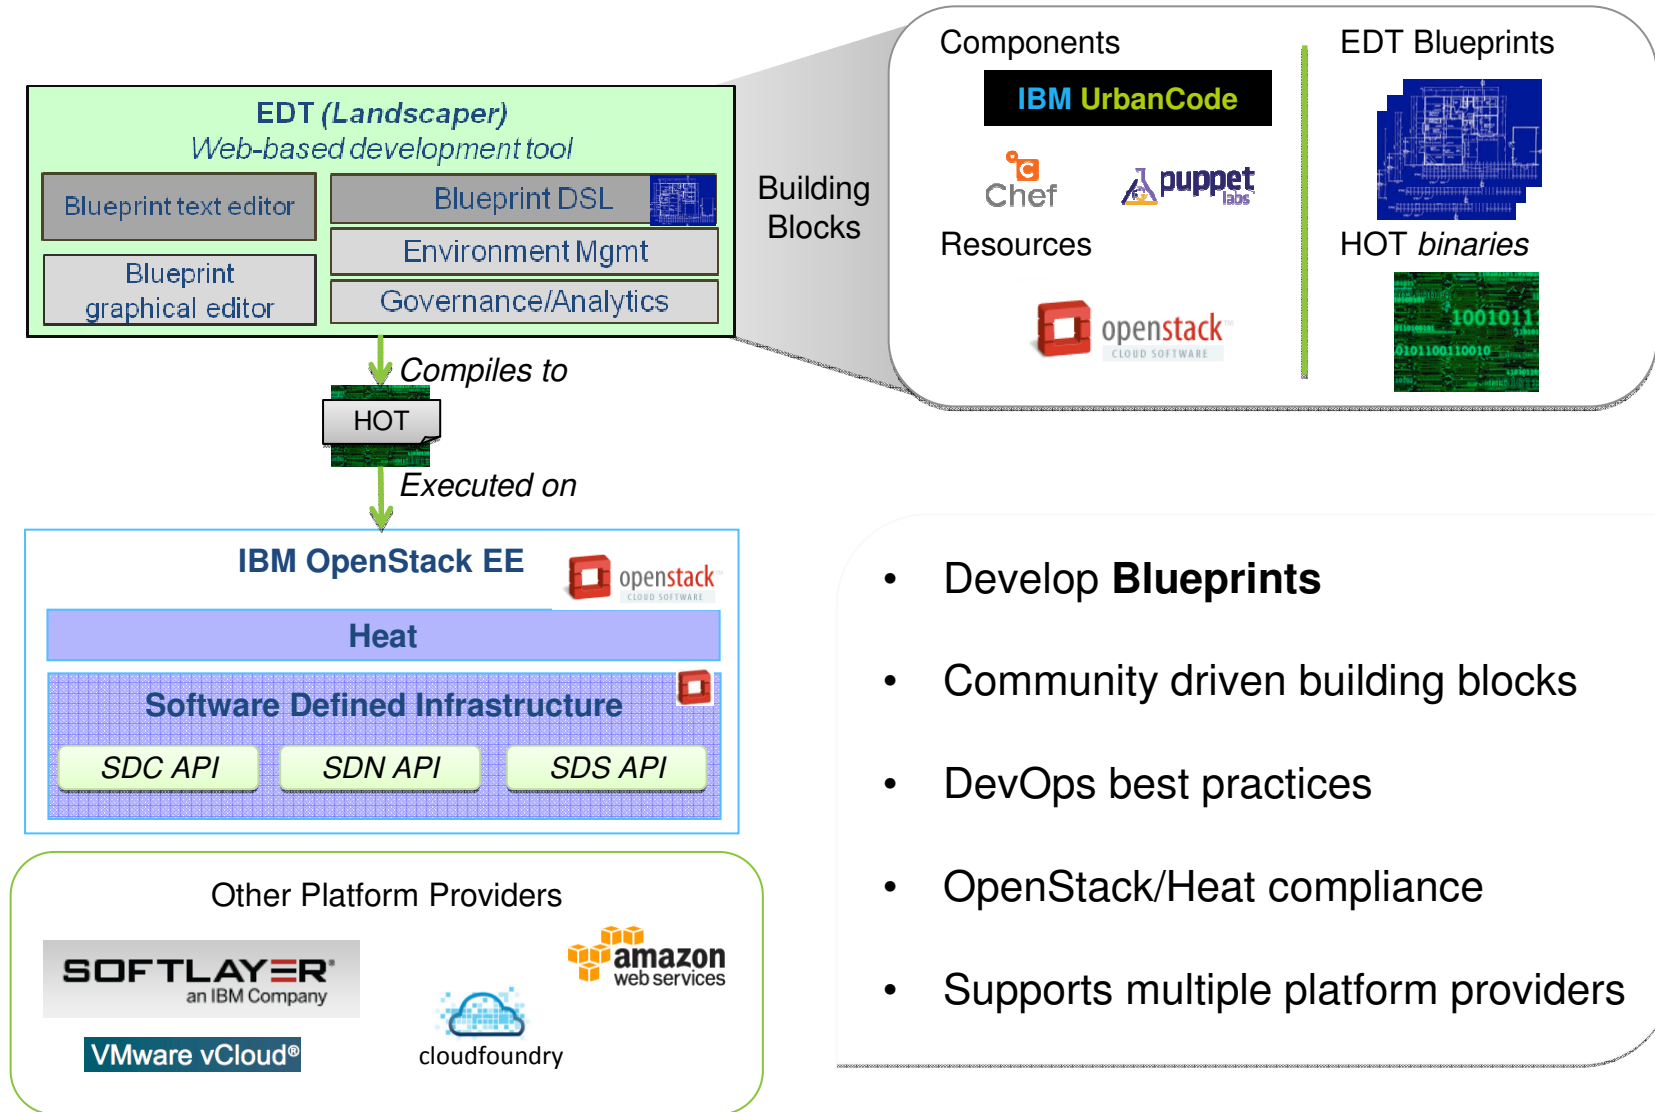 EDT (Landscaper)
Web-based development tool
Blueprint text editor
Blueprint
graphical editor
Blueprint DSL
Environment Mgmt
Governance/Analytics
Building
Blocks
Components
IBM UrbanCode
Chef
puppet
labs
Resources
openstack™
CLOUD SOFTWARE
EDT Blueprints
HOT binaries
10010111
0101100110010
Compiles to
HOT
Executed on
IBM OpenStack EE
openstack
CLOUD SOFTWARE
Heat
Software Defined Infrastructure
SDC API
SDN API
SDS API
Other Platform Providers
SOFTLAYER®
an IBM Company
amazon
web services
VMware vCloud®
cloudfoundry
• Develop Blueprints
• Community driven building blocks
• DevOps best practices
• OpenStack/Heat compliance
• Supports multiple platform providers